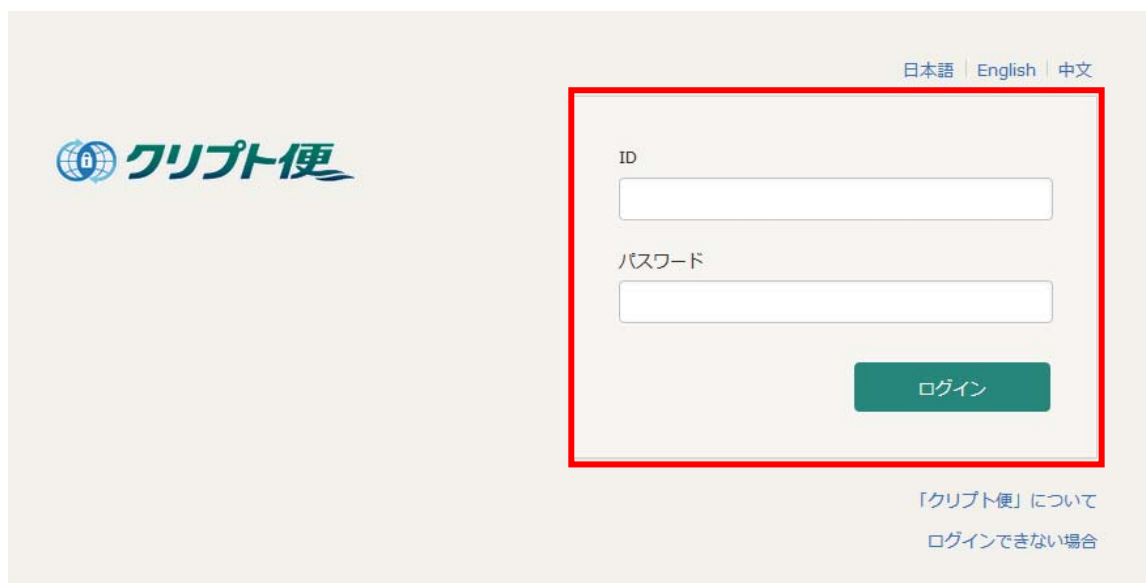 日本語 English 中文
クリプト便
ID
パスワード
ログイン
「クリプト便」について
ログインできない場合